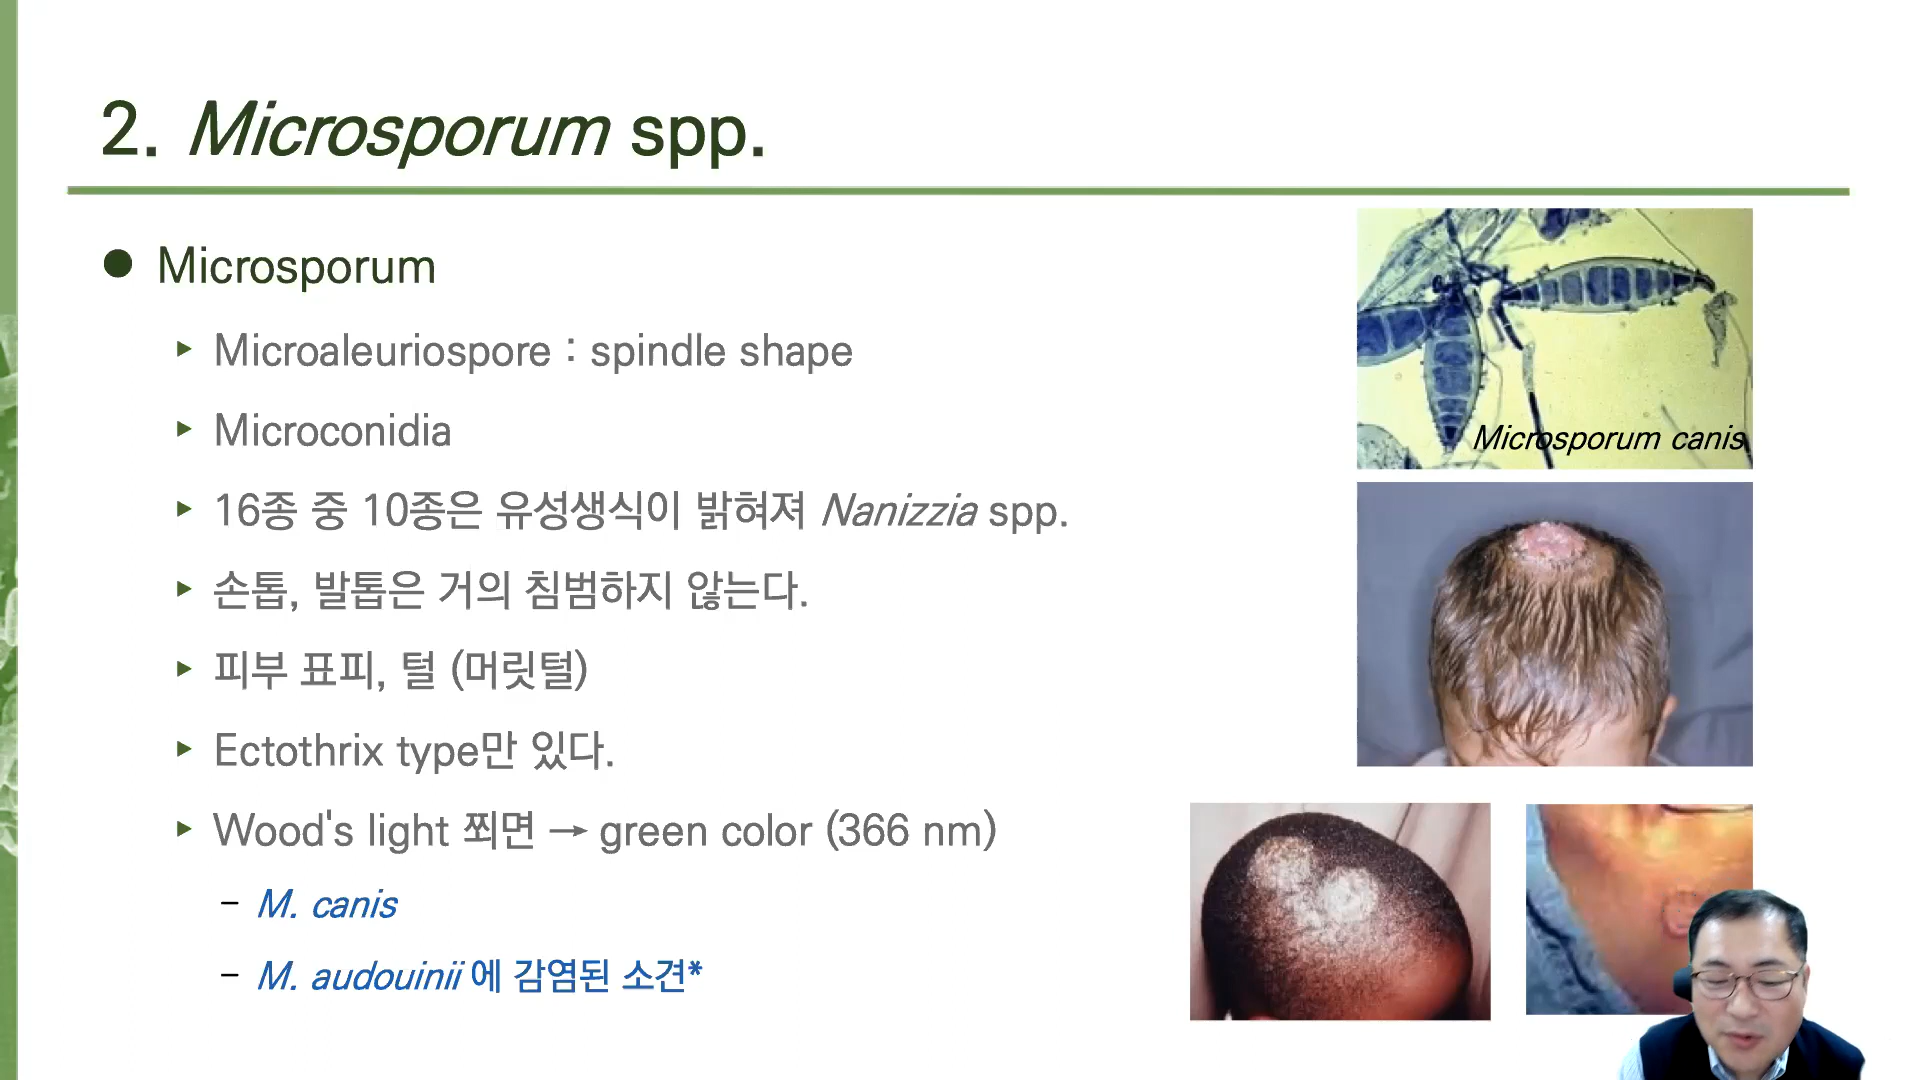 2. Microsporum spp.
Microsporum
Microaleuriospore : spindle shape
Microconidia
16종 중 10종은 유성생식이 밝혀져 Nanizzia spp.
손톱, 발톱은 거의 침범하지 않는다.
피부 표피, 털 (머릿털)
Ectothrix type만 있다.
Wood's light 쬐면 → green color (366 nm)
- M. canis
- M. audouinii 에 감염된 소견*
Microsporum canis